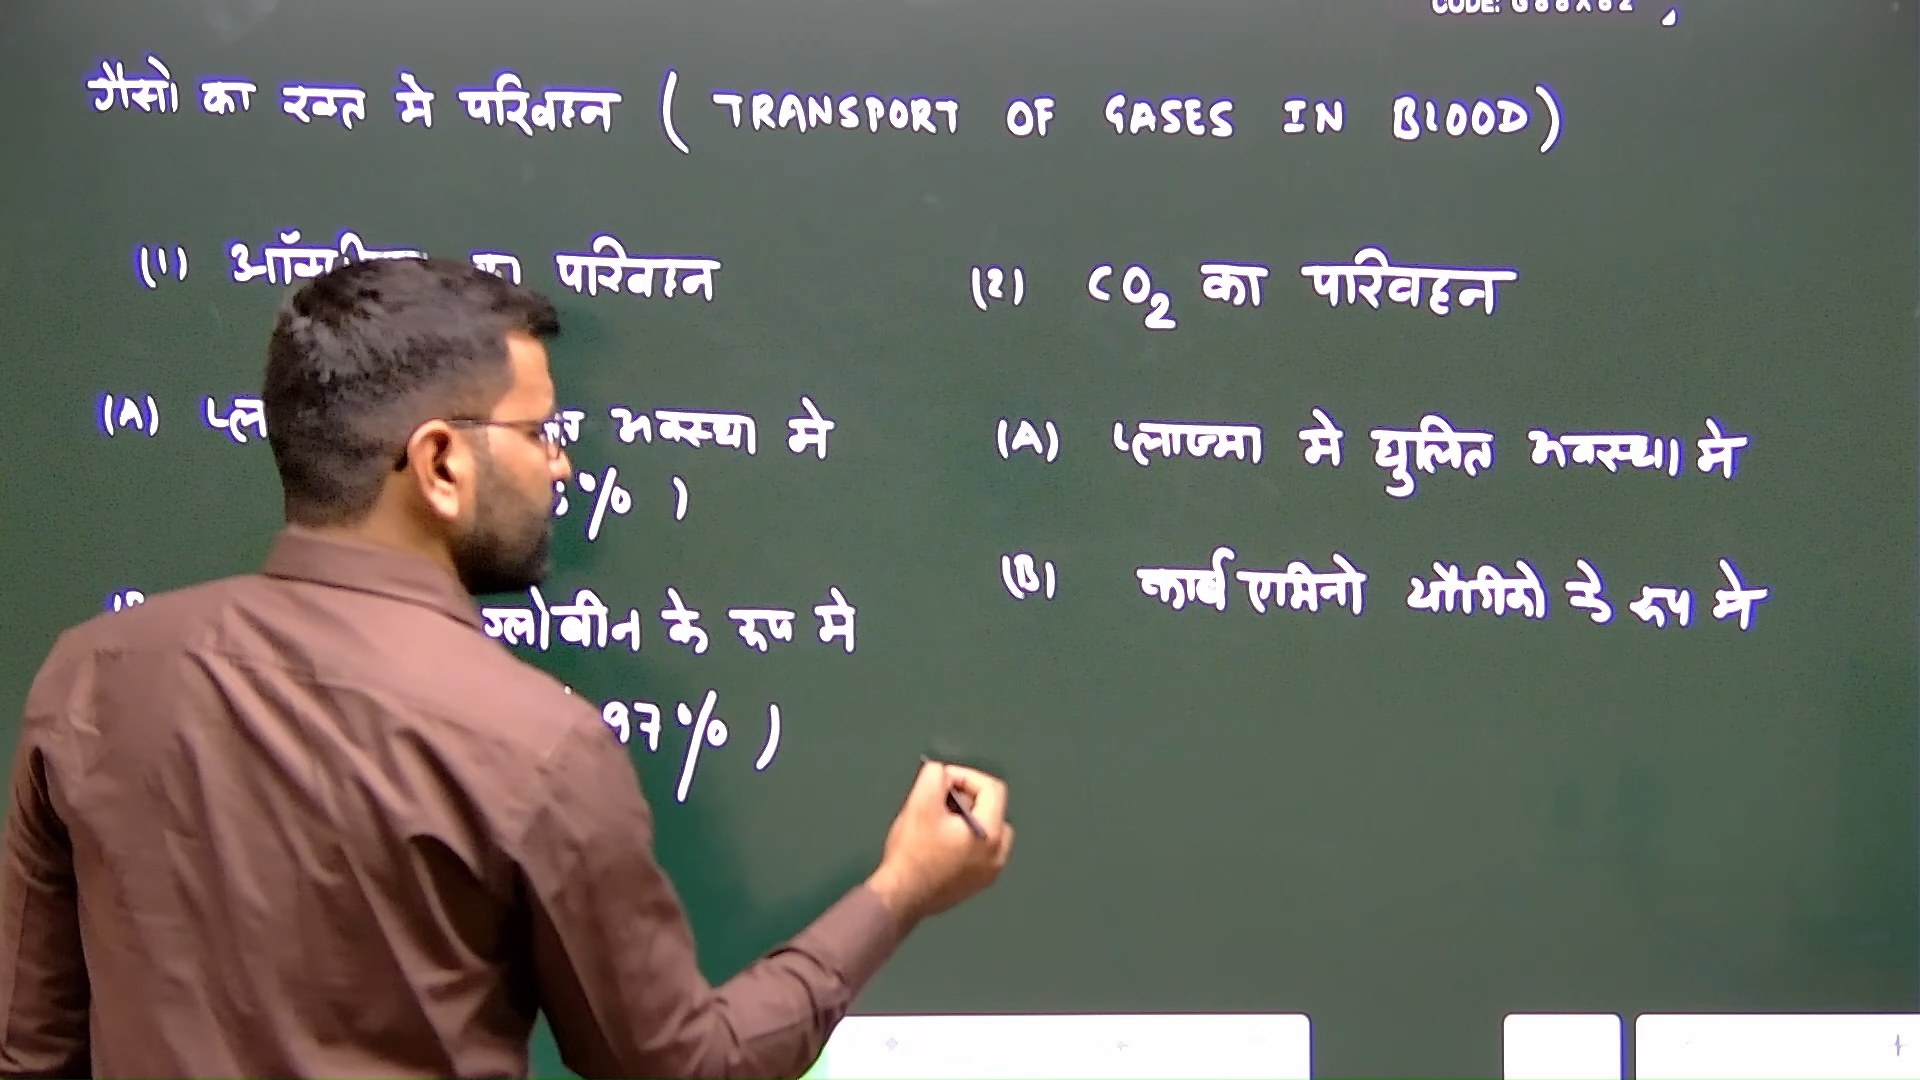 गैसो का रक्त मे परिवहन ( TRANSPORT OF GASES IN BLOOD)
(1) परिवहन
(2) CO2 का परिवहन
(A) अवस्था मे
%)
(A) प्लाज्मा मे घुलित अवस्था मे
ग्लोबीन के रूप मे
97%)
(B) कार्बएमिनो यौगिको के रूप मे